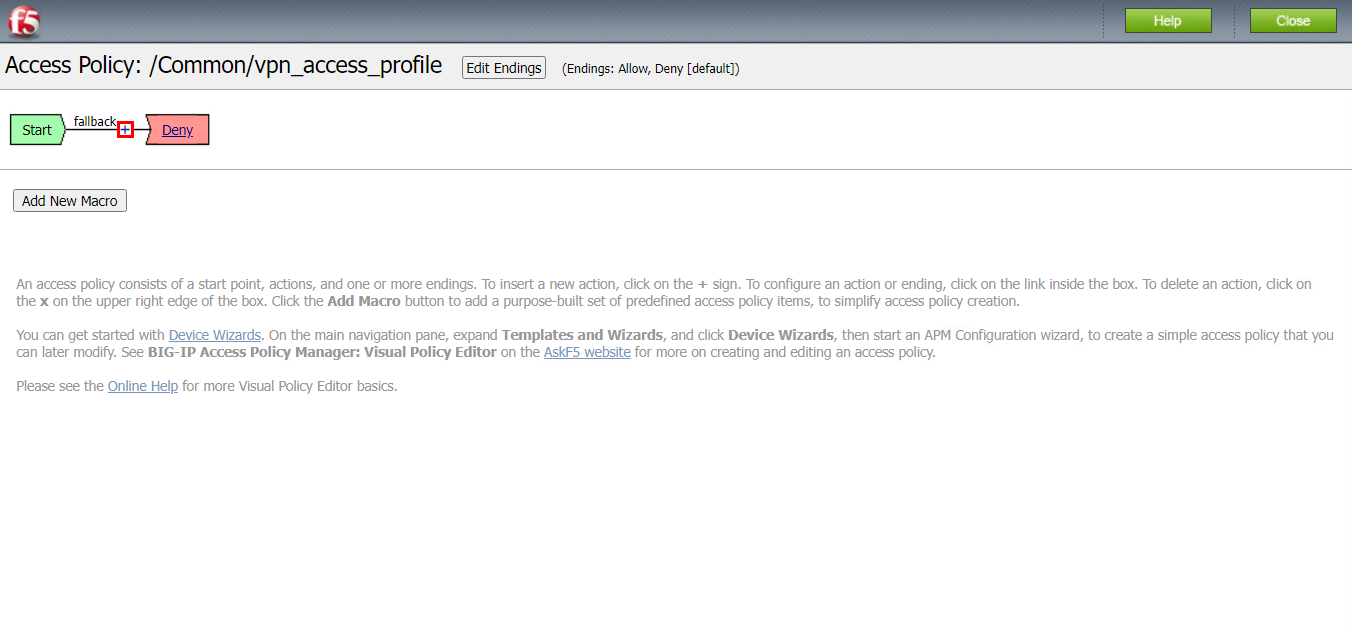 f5
Help
Close
Access Policy: /Common/vpn_access_profile
Edit Endings
(Endings: Allow, Deny [default])
Start
fallback
+
Deny
Add New Macro
An access policy consists of a start point, actions, and one or more endings. To insert a new action, click on the + sign. To configure an action or ending, click on the link inside the box. To delete an action, click on
the x on the upper right edge of the box. Click the Add Macro button to add a purpose-built set of predefined access policy items, to simplify access policy creation.
You can get started with Device Wizards. On the main navigation pane, expand Templates and Wizards, and click Device Wizards, then start an APM Configuration wizard, to create a simple access policy that you
can later modify. See BIG-IP Access Policy Manager: Visual Policy Editor on the AskF5 website for more on creating and editing an access policy.
Please see the Online Help for more Visual Policy Editor basics.